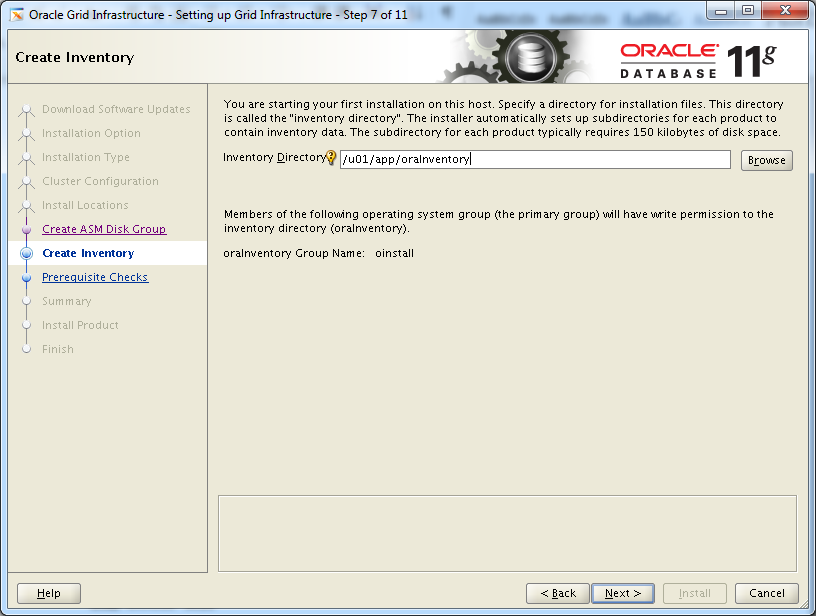 Oracle Grid Infrastructure - Setting up Grid Infrastructure - Step 7 of 11
Create Inventory
ORACLE
DATABASE
11g
Download Software Updates
Installation Option
Installation Type
Cluster Configuration
Install Locations
Create ASM Disk Group
Create Inventory
Prerequisite Checks
Summary
Install Product
Finish
You are starting your first installation on this host. Specify a directory for installation files. This directory
is called the "inventory directory". The installer automatically sets up subdirectories for each product to
contain inventory data. The subdirectory for each product typically requires 150 kilobytes of disk space.
Inventory Directory /u01/app/oraInventory Browse
Members of the following operating system group (the primary group) will have write permission to the
inventory directory (oraInventory).
oraInventory Group Name: oinstall
Help < Back Next > Install Cancel